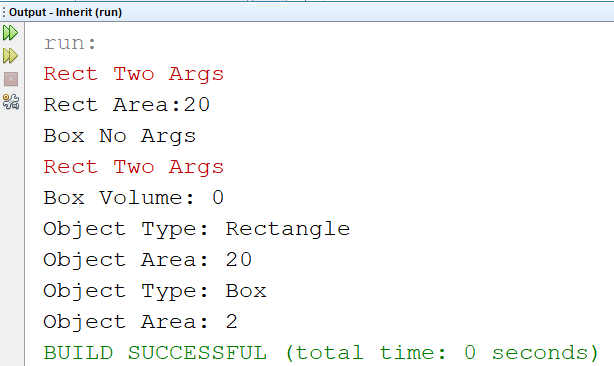 Output - Inherit (run)
run:
Rect Two Args
Rect Area:20
Box No Args
Rect Two Args
Box Volume: 0
Object Type: Rectangle
Object Area: 20
Object Type: Box
Object Area: 2
BUILD SUCCESSFUL (total time: 0 seconds)